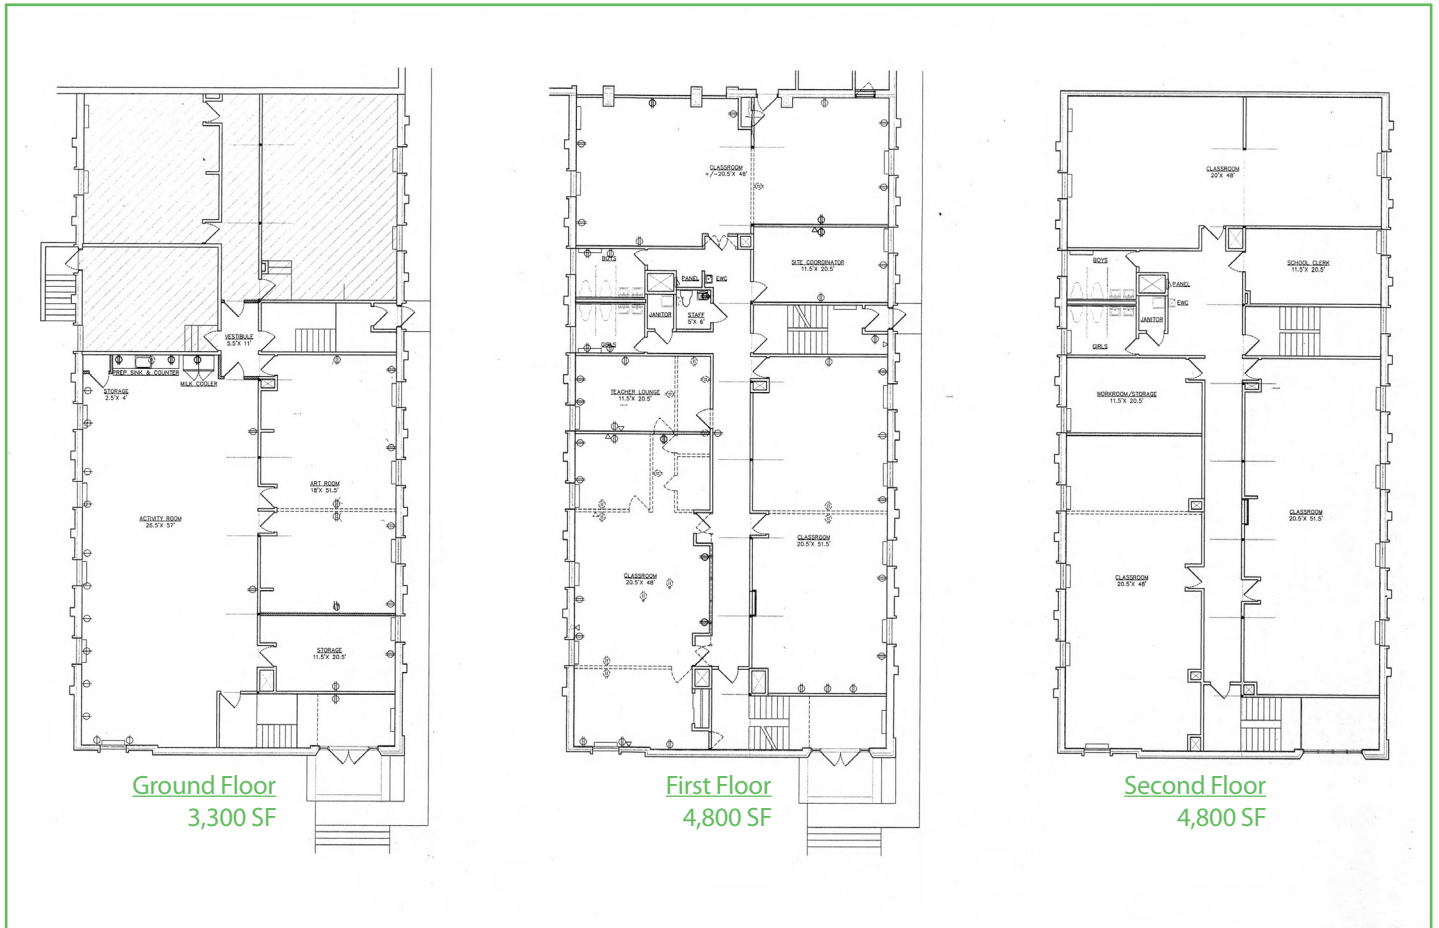 VESTIBULE
5.5'X 11'
PREP SINK & COUNTER
MILK COOLER
STORAGE
2.5'X 4'
ART ROOM
18'X 51.5'
ACTIVITY ROOM
26.5'X 57'
STORAGE
11.5'X 20.5'
Ground Floor
3,300 SF
CLASSROOM
+/-20.5'X 48'
BOYS
SITE COORDINATOR
11.5'X 20.5'
PANEL
EWC
JANITOR
STAFF
5'X 6'
GIRLS
TEACHER LOUNGE
11.5'X 20.5'
CLASSROOM
20.5'X 51.5'
CLASSROOM
20.5'X 48'
First Floor
4,800 SF
CLASSROOM
20'X 48'
BOYS
SCHOOL CLERK
11.5'X 20.5'
PANEL
EWC
JANITOR
GIRLS
WORKROOM/STORAGE
11.5'X 20.5'
CLASSROOM
20.5'X 51.5'
CLASSROOM
20.5'X 48'
Second Floor
4,800 SF